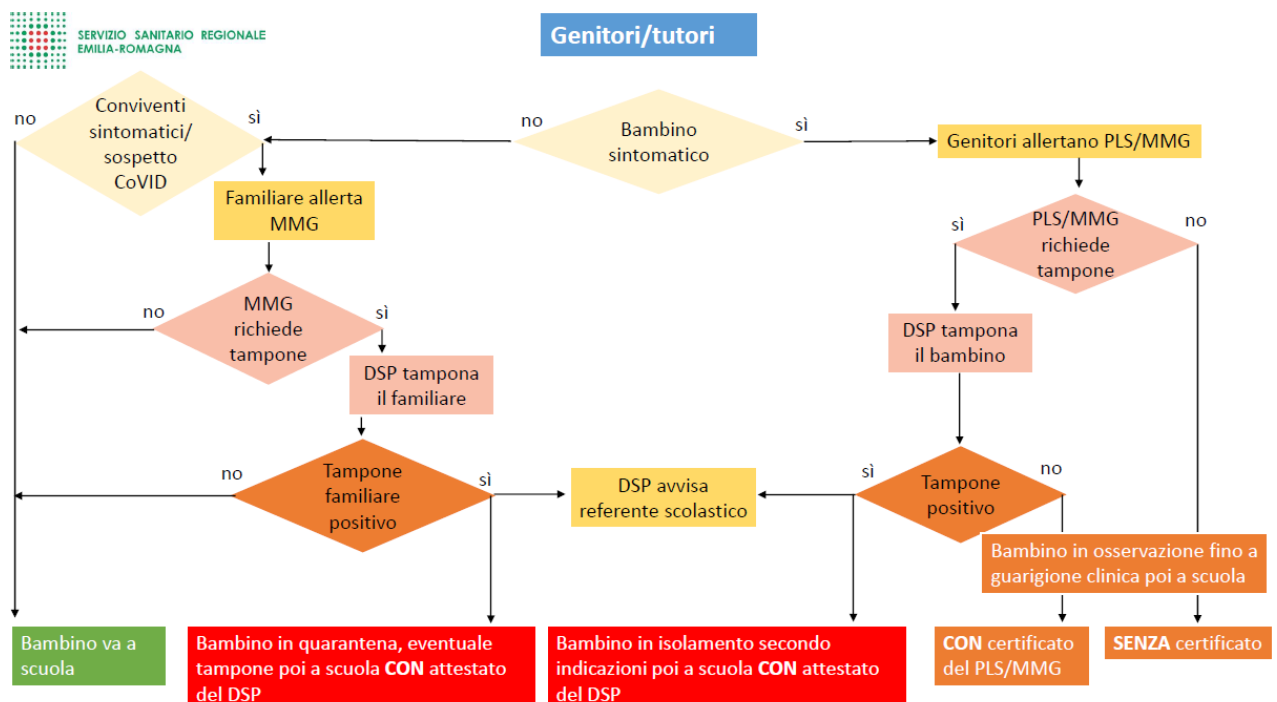 SERVIZIO SANITARIO REGIONALE
EMILIA-ROMAGNA
Genitori/tutori
no
Conviventi
sintomatici/
sospetto
CoVID
sì
no
Bambino
sintomatico
sì
Genitori allertano PLS/MMG
Familiare allerta
MMG
sì
PLS/MMG
richiede
tampone
no
no
MMG
richiede
tampone
sì
DSP tampona
il bambino
DSP tampona
il familiare
no
Tampone
familiare
positivo
sì
DSP avvisa
referente scolastico
sì
Tampone
positivo
no
Bambino in osservazione fino a
guarigione clinica poi a scuola
Bambino va a
scuola
Bambino in quarantena, eventuale
tampone poi a scuola CON attestato
del DSP
Bambino in isolamento secondo
indicazioni poi a scuola CON attestato
del DSP
CON certificato
del PLS/MMG
SENZA certificato